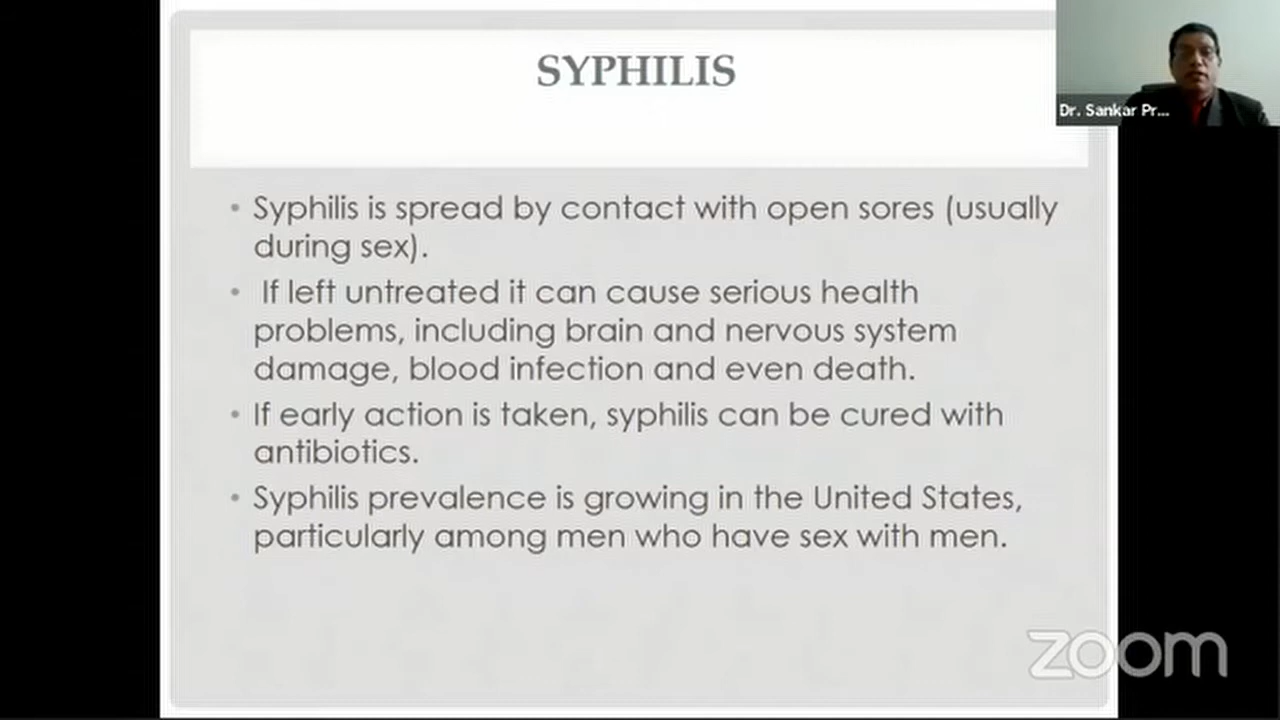 SYPHILIS
Dr. Sankar Pr...
• Syphilis is spread by contact with open sores (usually
during sex).
• If left untreated it can cause serious health
problems, including brain and nervous system
damage, blood infection and even death.
• If early action is taken, syphilis can be cured with
antibiotics.
• Syphilis prevalence is growing in the United States,
particularly among men who have sex with men.
zoom